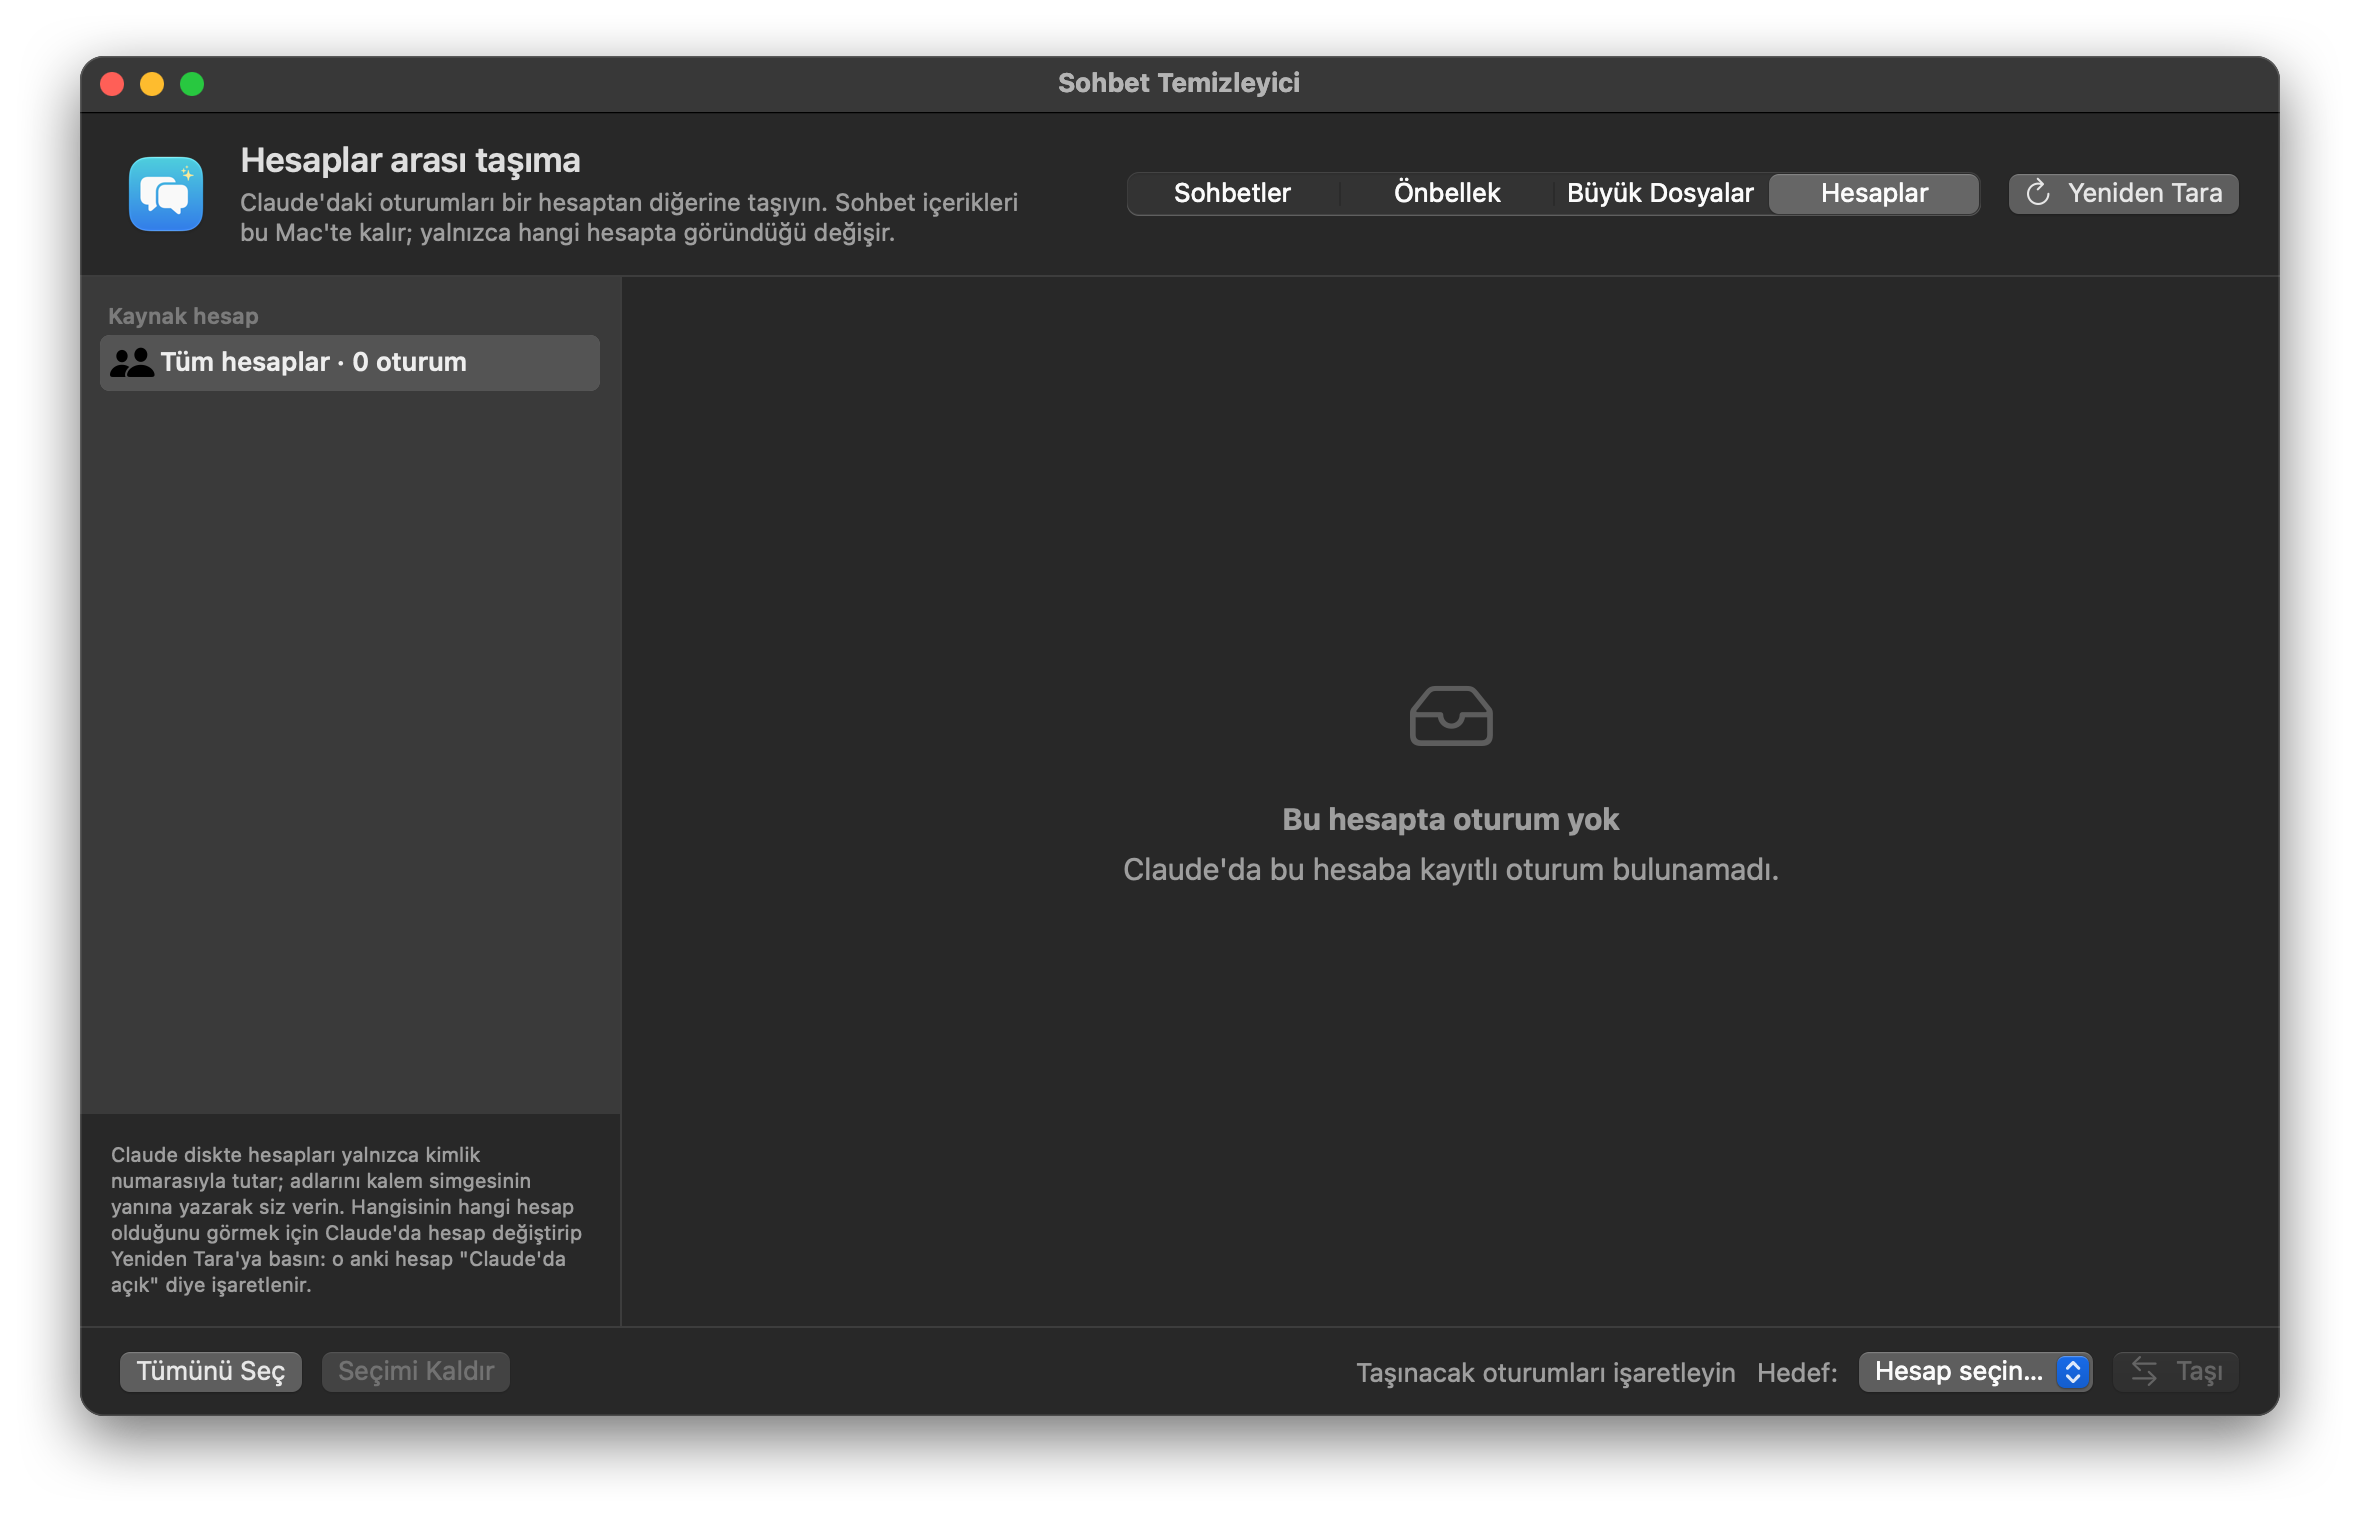 Sohbet Temizleyici
Hesaplar arası taşıma
Claude'daki oturumları bir hesaptan diğerine taşıyın. Sohbet içerikleri
bu Mac'te kalır; yalnızca hangi hesapta göründüğü değişir.
Sohbetler
Önbellek
Büyük Dosyalar
Hesaplar
Yeniden Tara
Kaynak hesap
Tüm hesaplar · 0 oturum
Bu hesapta oturum yok
Claude'da bu hesaba kayıtlı oturum bulunamadı.
Claude diskte hesapları yalnızca kimlik
numarasıyla tutar; adlarını kalem simgesinin
yanına yazarak siz verin. Hangisinin hangi hesap
olduğunu görmek için Claude'da hesap değiştirip
Yeniden Tara'ya basın: o anki hesap "Claude'da
açık" diye işaretlenir.
Tümünü Seç
Seçimi Kaldır
Taşınacak oturumları işaretleyin
Hedef:
Hesap seçin...
Taşı